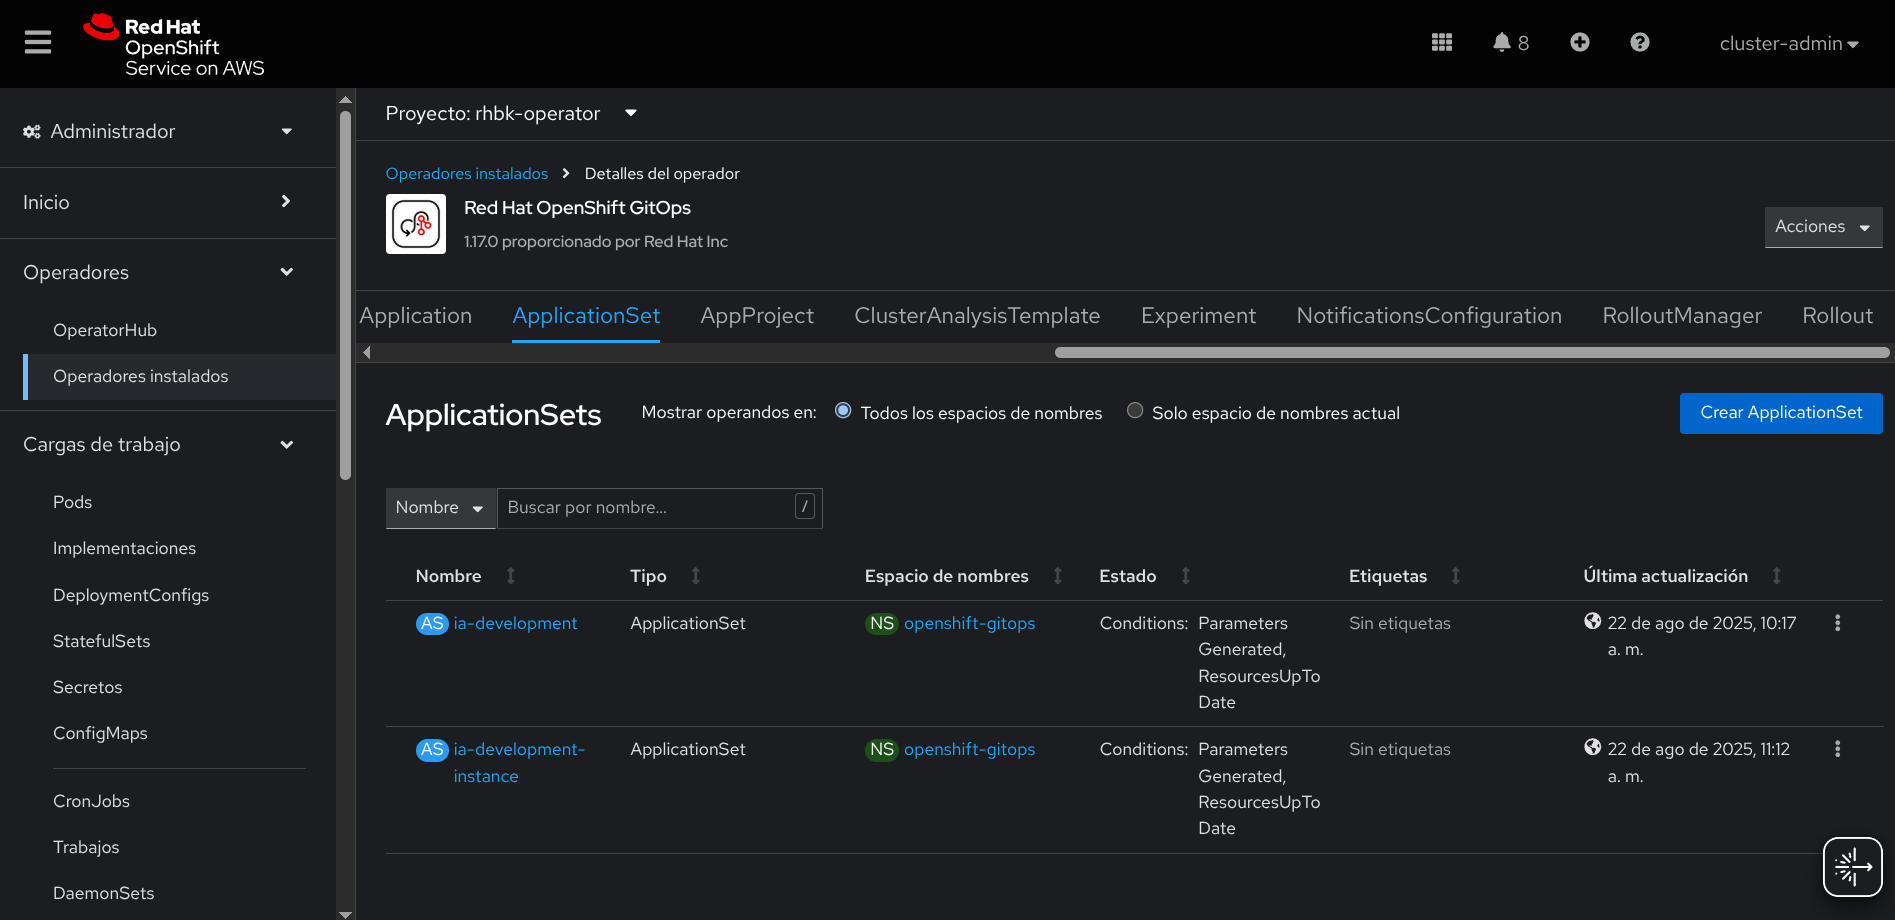 Red Hat
OpenShift
Service on AWS
8
cluster-admin
Administrador
Inicio
Operadores
OperatorHub
Operadores instalados
Cargas de trabajo
Pods
Implementaciones
DeploymentConfigs
StatefulSets
Secretos
ConfigMaps
CronJobs
Trabajos
DaemonSets
Proyecto: rhbk-operator
Operadores instalados
Detalles del operador
Red Hat OpenShift GitOps
1.17.0 proporcionado por Red Hat Inc
Acciones
Application
ApplicationSet
AppProject
ClusterAnalysisTemplate
Experiment
NotificationsConfiguration
RolloutManager
Rollout
ApplicationSets
Mostrar operandos en:
Todos los espacios de nombres
Solo espacio de nombres actual
Crear ApplicationSet
Nombre
Buscar por nombre...
/
Nombre
Tipo
Espacio de nombres
Estado
Etiquetas
Última actualización
AS ia-development
ApplicationSet
NS openshift-gitops
Conditions:
Parameters
Generated,
ResourcesUpTo
Date
Sin etiquetas
22 de ago de 2025, 10:17
a. m.
AS ia-development-
instance
ApplicationSet
NS openshift-gitops
Conditions:
Parameters
Generated,
ResourcesUpTo
Date
Sin etiquetas
22 de ago de 2025, 11:12
a. m.